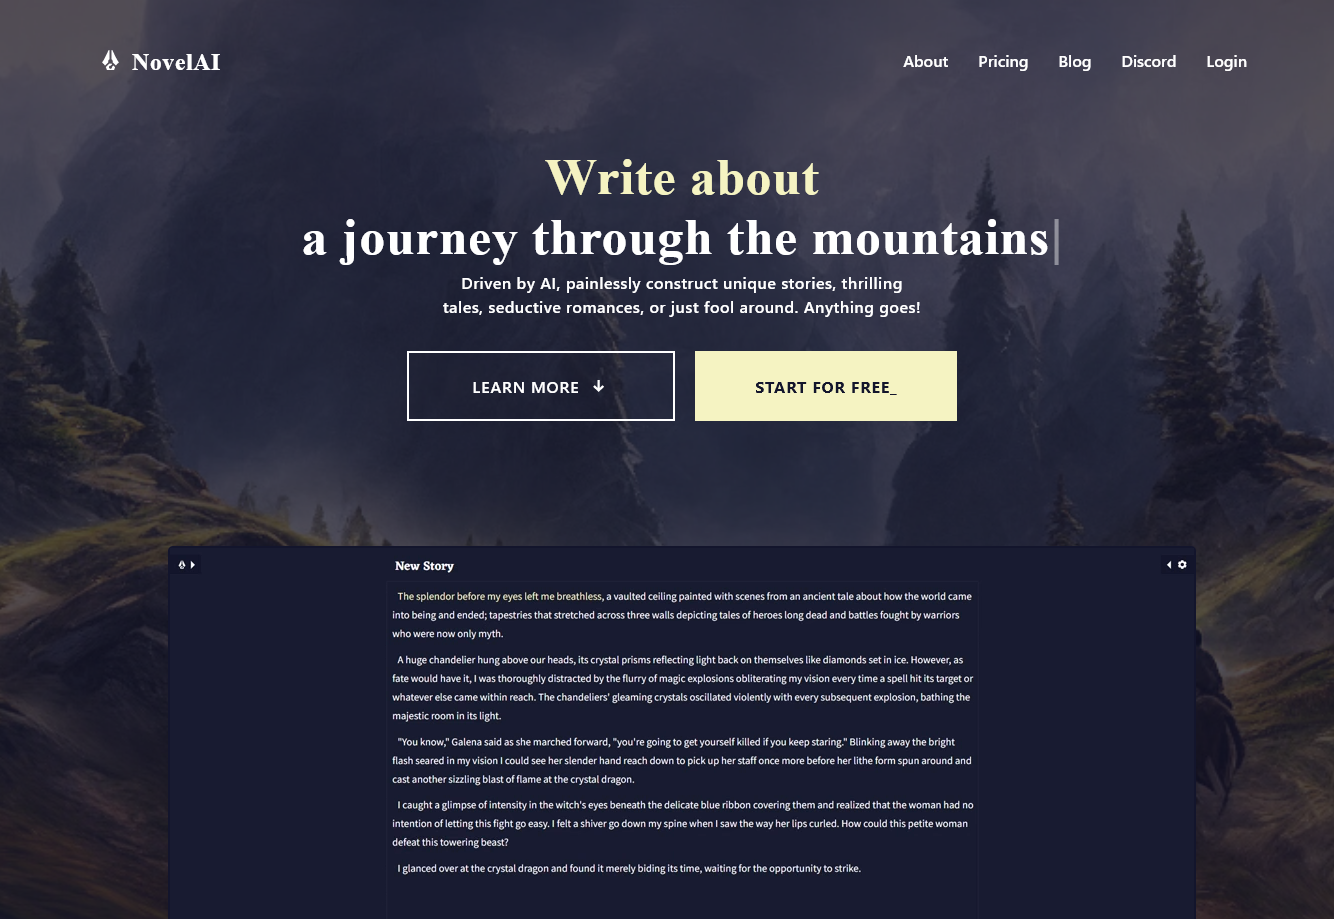 NovelAI
About Pricing Blog Discord Login
Write about
a journey through the mountains
Driven by AI, painlessly construct unique stories, thrilling
tales, seductive romances, or just fool around. Anything goes!
LEARN MORE ↓
START FOR FREE_
New Story
The splendor before my eyes left me breathless, a vaulted ceiling painted with scenes from an ancient tale about how the world came
into being and ended; tapestries that stretched across three walls depicting tales of heroes long dead and battles fought by warriors
who were now only myth.
A huge chandelier hung above our heads, its crystal prisms reflecting light back on themselves like diamonds set in ice. However, as
fate would have it, I was thoroughly distracted by the flurry of magic explosions obliterating my vision every time a spell hit its target or
whatever else came within reach. The chandeliers' gleaming crystals oscillated violently with every subsequent explosion, bathing the
majestic room in its light.
"You know," Galena said as she marched forward, "you're going to get yourself killed if you keep staring." Blinking away the bright
flash seared in my vision I could see her slender hand reach down to pick up her staff once more before her lithe form spun around and
cast another sizzling blast of flame at the crystal dragon.
I caught a glimpse of intensity in the witch's eyes beneath the delicate blue ribbon covering them and realized that the woman had no
intention of letting this fight go easy. I felt a shiver go down my spine when I saw the way her lips curled. How could this petite woman
defeat this towering beast?
I glanced over at the crystal dragon and found it merely biding its time, waiting for the opportunity to strike.